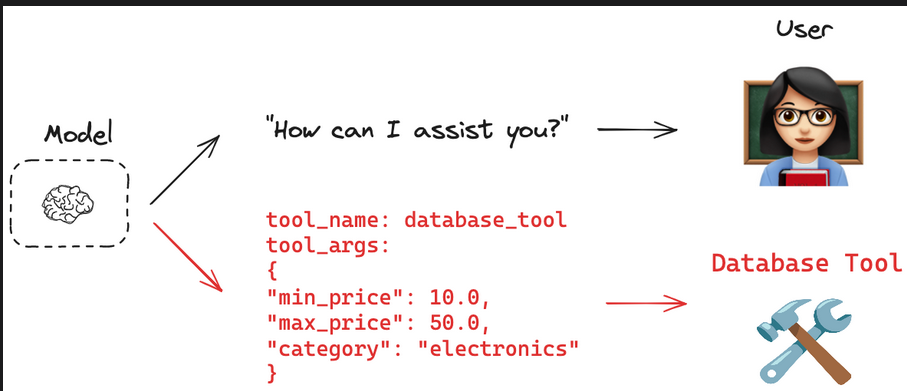 User
Model
"How can I assist you?"
tool_name: database_tool
tool_args:
{
"min_price": 10.0,
"max_price": 50.0,
"category": "electronics"
}
Database Tool